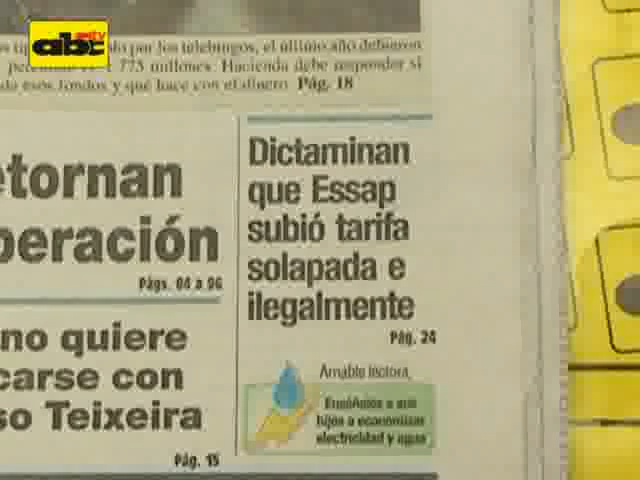 abc tv
por los telebingos, el último año debieron
775 millones. Hacienda debe responder si
esos fondos y qué hace con el dinero. Pág. 18
etornan
peración
Págs. 04 a 06
no quiere
carse con
so Teixeira
Pág. 15
Dictaminan
que Essap
subió tarifa
solapada e
ilegalmente
Pág. 24
Amable lectora,
Enséñeles a sus
hijos a economizar
electricidad y agua